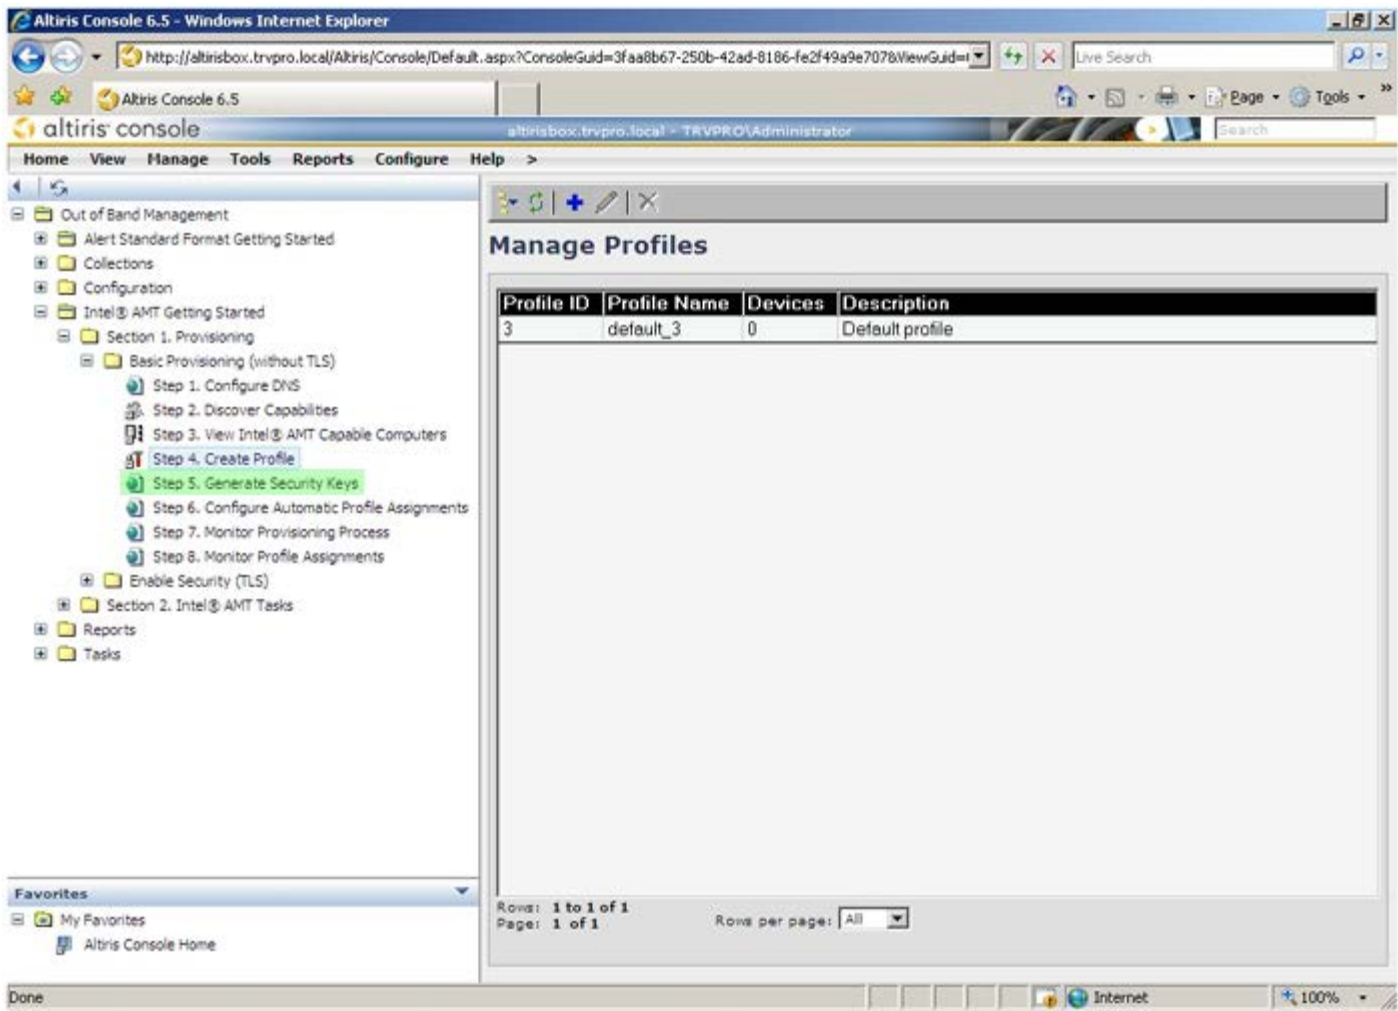 Altiris Console 6.5 - Windows Internet Explorer
http://altirisbox.trvpro.local/Altiris/Console/Default.aspx?ConsoleGuid=3faa8b67-250b-42ad-8186-fe2f49a9e707&ViewGuid=
Live Search
Altiris Console 6.5
Page
Tools
altiris console
altirisbox.trvpro.local - TRVPRO\Administrator
Search
Home View Manage Tools Reports Configure Help >
Out of Band Management
Alert Standard Format Getting Started
Collections
Configuration
Intel® AMT Getting Started
Section 1. Provisioning
Basic Provisioning (without TLS)
Step 1. Configure DNS
Step 2. Discover Capabilities
Step 3. View Intel® AMT Capable Computers
Step 4. Create Profile
Step 5. Generate Security Keys
Step 6. Configure Automatic Profile Assignments
Step 7. Monitor Provisioning Process
Step 8. Monitor Profile Assignments
Enable Security (TLS)
Section 2. Intel® AMT Tasks
Reports
Tasks
Favorites
My Favorites
Altiris Console Home
Manage Profiles
Profile ID Profile Name Devices Description
3 default_3 0 Default profile
Rows: 1 to 1 of 1
Page: 1 of 1
Rows per page: All
Done
Internet
100%